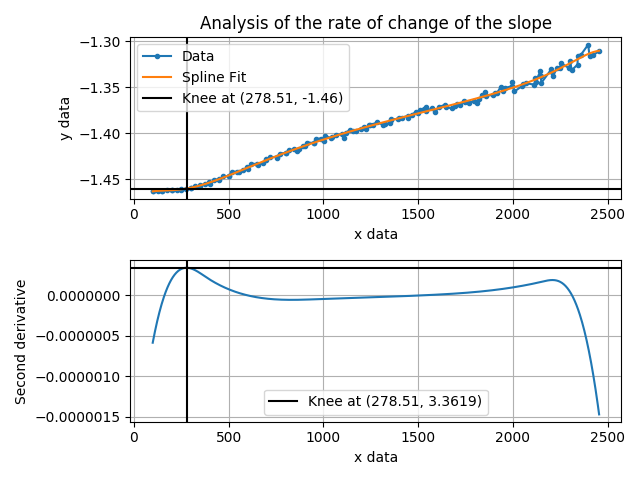 Analysis of the rate of change of the slope
y data
−1.30
−1.35
−1.40
−1.45
Data
Spline Fit
Knee at (278.51, -1.46)
0 500 1000 1500 2000 2500
x data
Second derivative
0.0000000
−0.0000005
−0.0000010
−0.0000015
Knee at (278.51, 3.3619)
0 500 1000 1500 2000 2500
x data